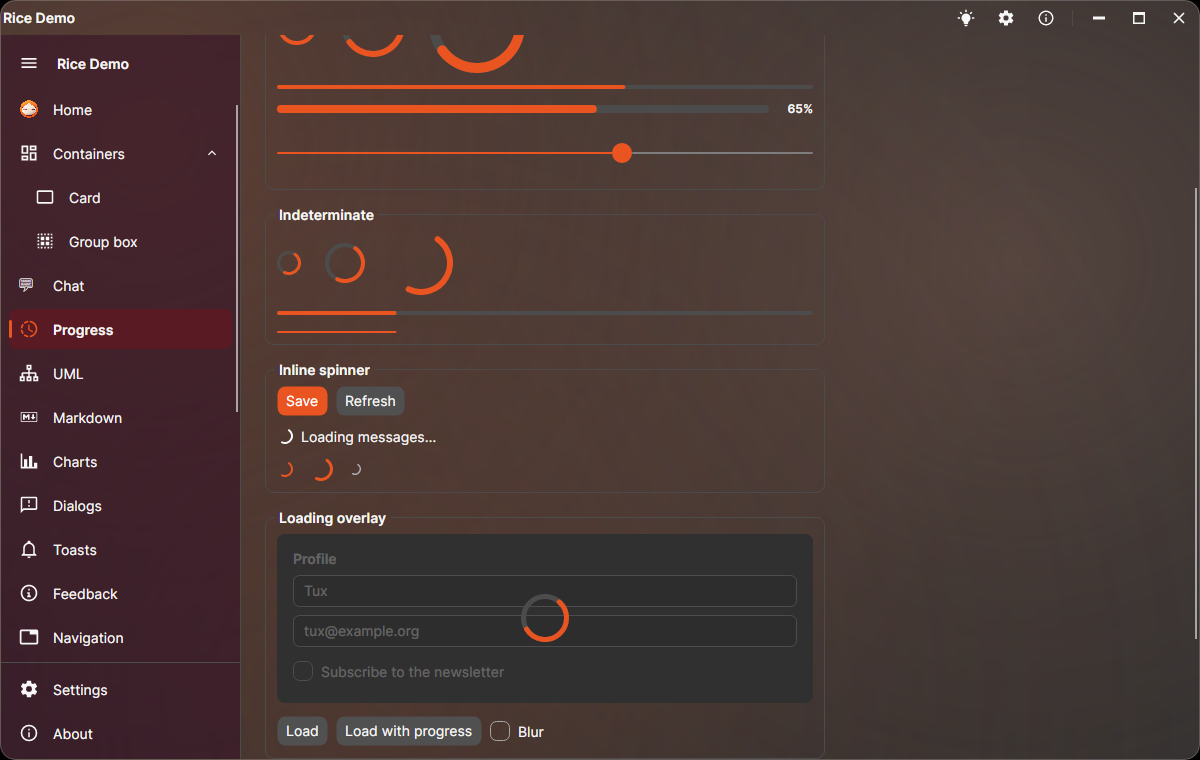 Rice Demo
Rice Demo
Home
Containers
Card
Group box
Chat
Progress
UML
Markdown
Charts
Dialogs
Toasts
Feedback
Navigation
Settings
About
65%
Indeterminate
Inline spinner
Save Refresh
Loading messages...
Loading overlay
Profile
Tux
tux@example.org
Subscribe to the newsletter
Load Load with progress Blur